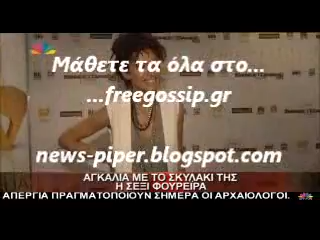 Μάθετε τα όλα στο...
...freegossip.gr
news-piper.blogspot.com
ΑΓΚΑΛΙΑ ΜΕ ΤΟ ΣΚΥΛΑΚΙ ΤΗΣ
Η ΣΕΞΙ ΦΟΥΡΕΙΡΑ
ΑΠΕΡΓΙΑ ΠΡΑΓΜΑΤΟΠΟΙΟΥΝ ΣΗΜΕΡΑ ΟΙ ΑΡΧΑΙΟΛΟΓΟΙ.